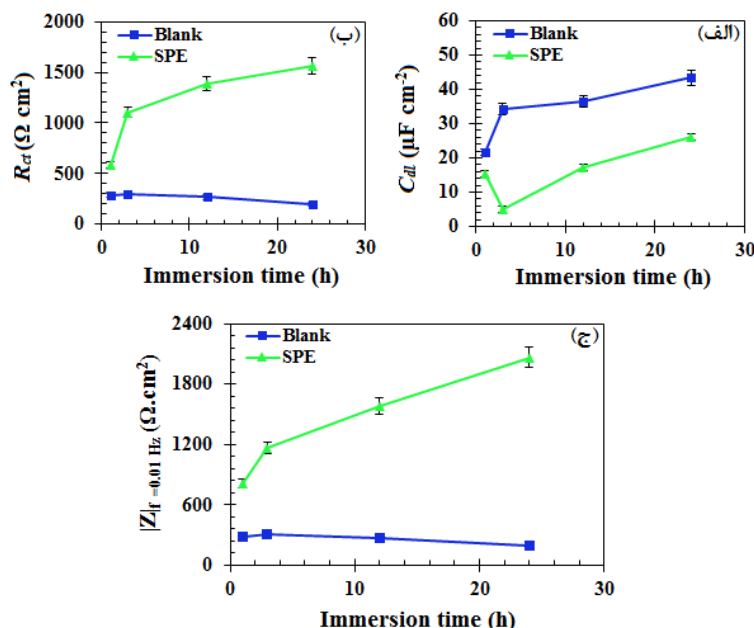 (ب)
Blank
SPE
2000
1500
1000
500
0
R_ct (Ω cm²)
0 10 20 30
Immersion time (h)
(الف)
Blank
SPE
60
50
40
30
20
10
0
C_dl (µF cm⁻²)
0 10 20 30
Immersion time (h)
(ج)
Blank
SPE
2400
1800
1200
600
0
|Z|f =0.01 Hz (Ω.cm²)
0 10 20 30
Immersion time (h)